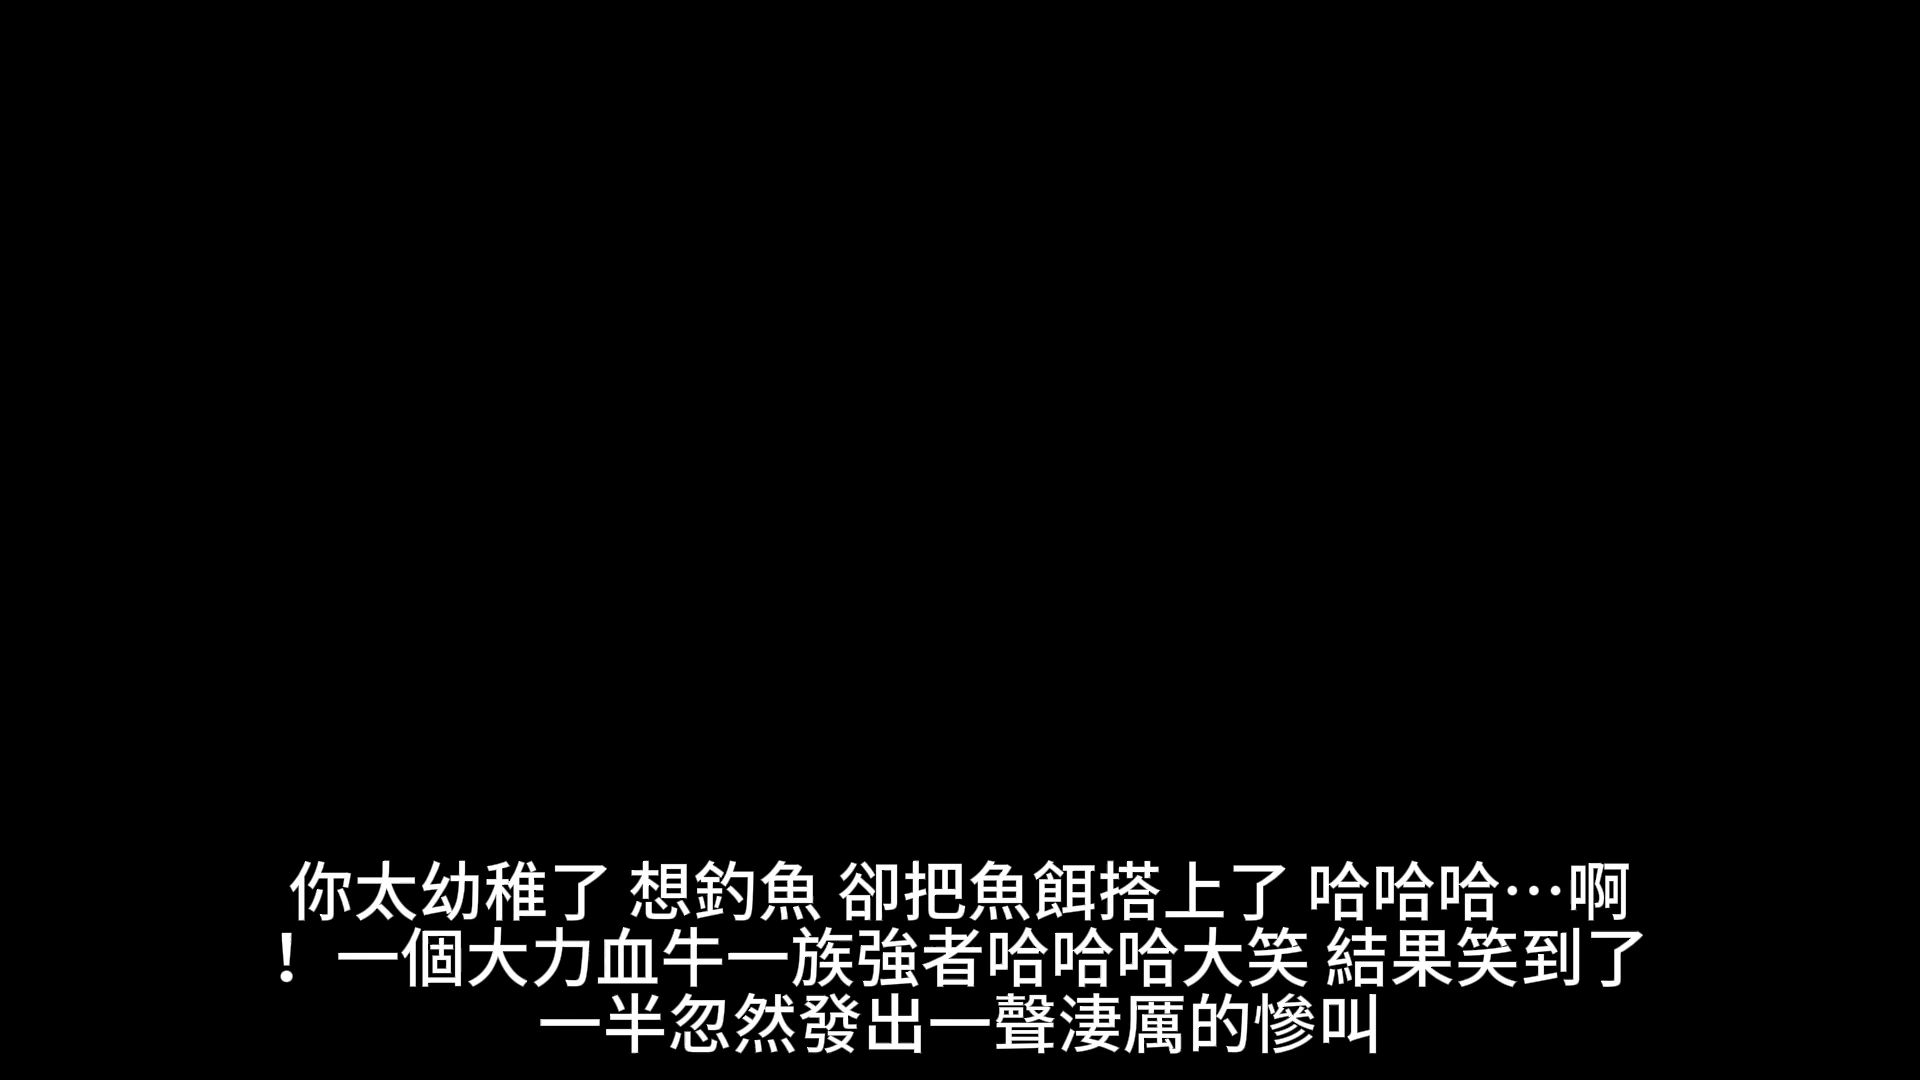 你太幼稚了 想釣魚 卻把魚餌搭上了 哈哈哈⋯啊
！一個大力血牛一族強者哈哈哈大笑 結果笑到了
一半忽然發出一聲淒厲的慘叫